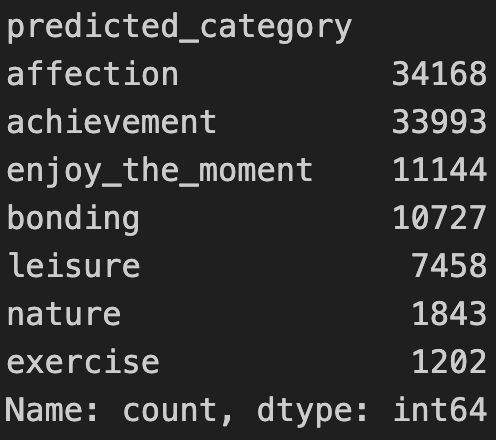 predicted_category
affection 34168
achievement 33993
enjoy_the_moment 11144
bonding 10727
leisure 7458
nature 1843
exercise 1202
Name: count, dtype: int64